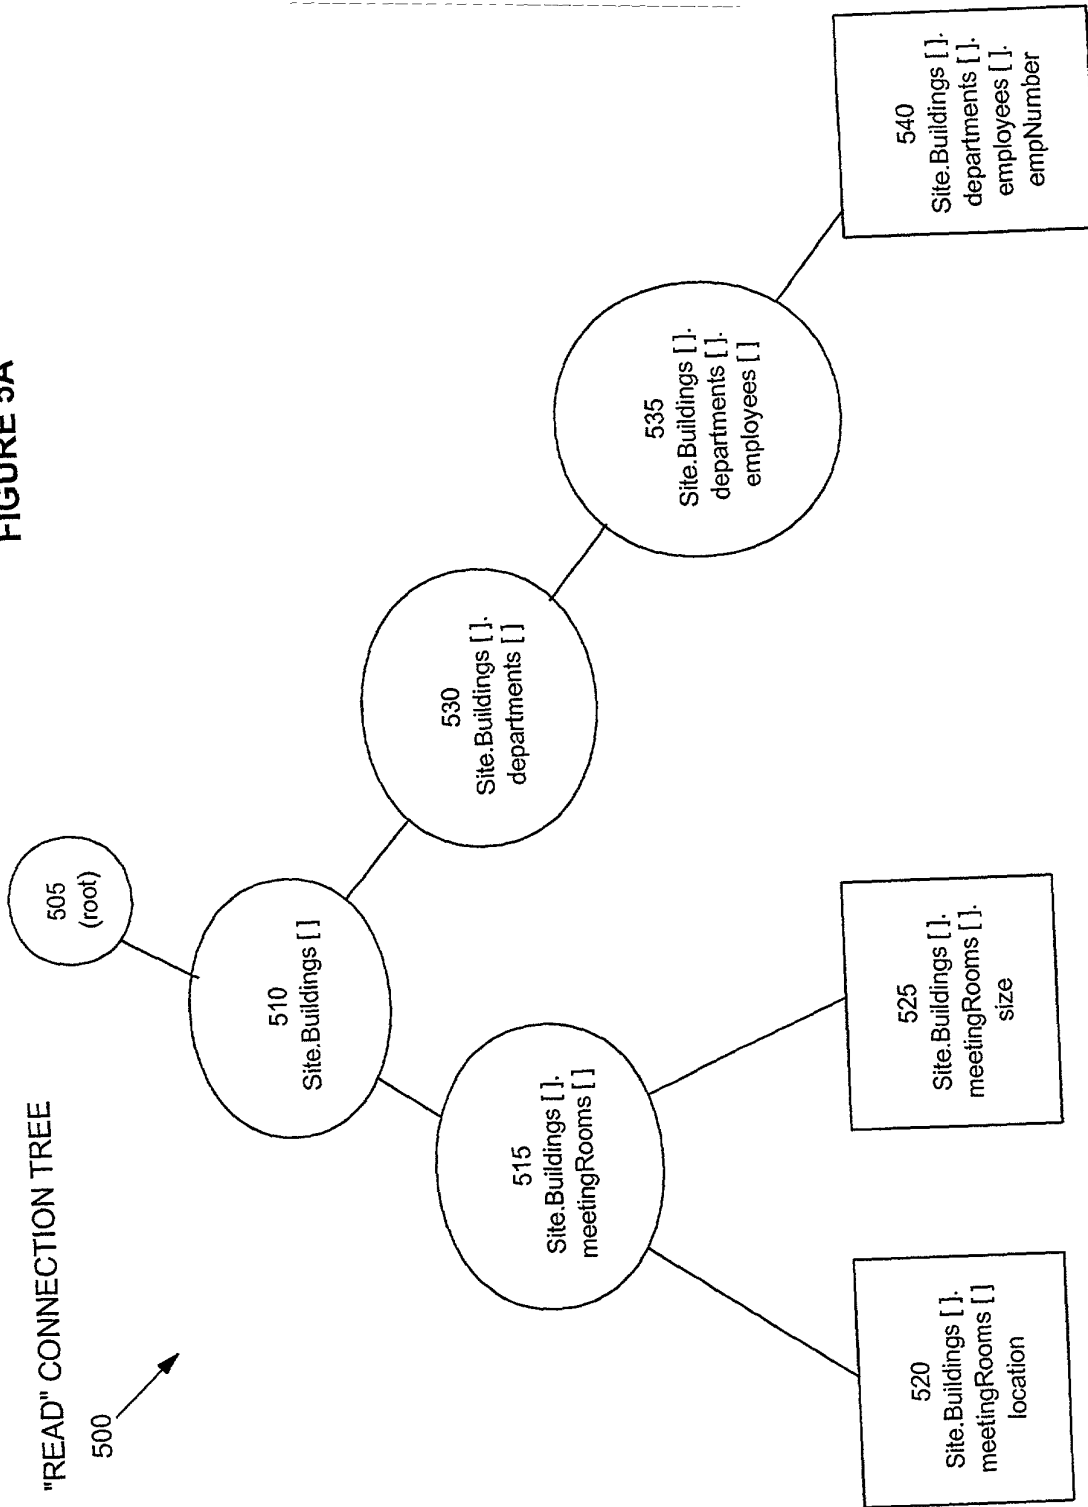 FIGURE 5A
"READ" CONNECTION TREE
500
505
(root)
510
Site.Buildings [ ]
515
Site.Buildings [ ].
meetingRooms [ ]
530
Site.Buildings [ ].
departments [ ]
535
Site.Buildings [ ].
departments [ ].
employees [ ]
520
Site.Buildings [ ].
meetingRooms [ ]
location
525
Site.Buildings [ ].
meetingRooms [ ].
size
540
Site.Buildings [ ].
departments [ ].
employees [ ].
empNumber